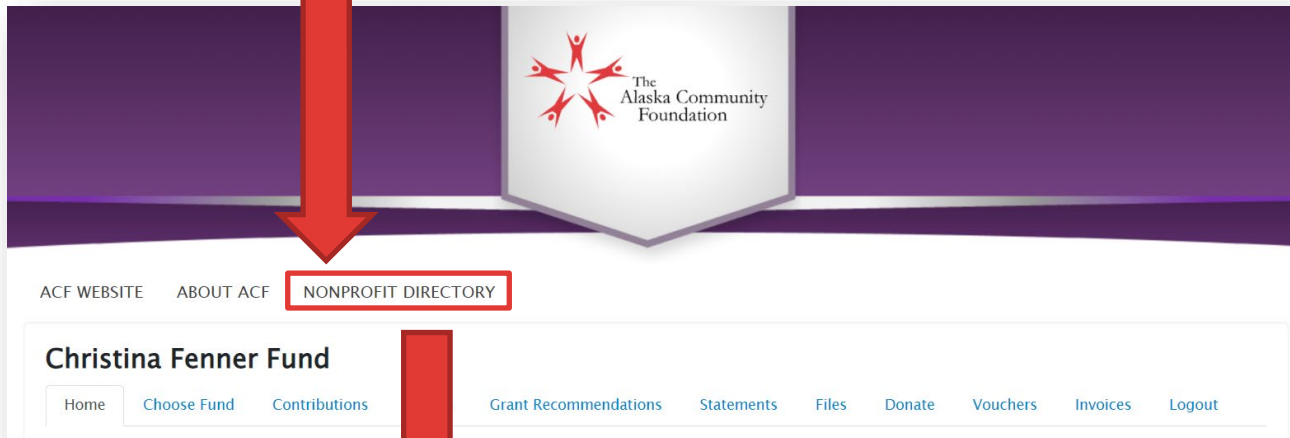 The
Alaska Community
Foundation
ACF WEBSITE ABOUT ACF NONPROFIT DIRECTORY
Christina Fenner Fund
Home Choose Fund Contributions Grant Recommendations Statements Files Donate Vouchers Invoices Logout